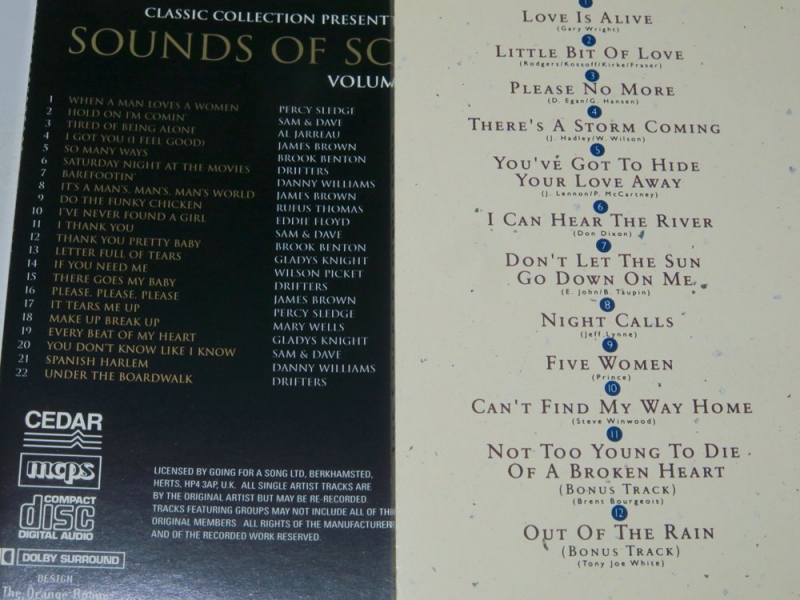 CLASSIC COLLECTION PRESENT
SOUNDS OF SC
VOLUM
1 WHEN A MAN LOVES A WOMEN PERCY SLEDGE
2 HOLD ON I'M COMIN' SAM & DAVE
3 TIRED OF BEING ALONE AL JARREAU
4 I GOT YOU (I FEEL GOOD) JAMES BROWN
5 SO MANY WAYS BROOK BENTON
6 SATURDAY NIGHT AT THE MOVIES DRIFTERS
7 BAREFOOTIN' DANNY WILLIAMS
8 IT'S A MAN'S, MAN'S, MAN'S WORLD JAMES BROWN
9 DO THE FUNKY CHICKEN RUFUS THOMAS
10 I'VE NEVER FOUND A GIRL EDDIE FLOYD
11 I THANK YOU SAM & DAVE
12 THANK YOU PRETTY BABY BROOK BENTON
13 LETTER FULL OF TEARS GLADYS KNIGHT
14 IF YOU NEED ME WILSON PICKET
15 THERE GOES MY BABY DRIFTERS
16 PLEASE, PLEASE, PLEASE JAMES BROWN
17 IT TEARS ME UP PERCY SLEDGE
18 MAKE UP BREAK UP MARY WELLS
19 EVERY BEAT OF MY HEART GLADYS KNIGHT
20 YOU DON'T KNOW LIKE I KNOW SAM & DAVE
21 SPANISH HARLEM DANNY WILLIAMS
22 UNDER THE BOARDWALK DRIFTERS
CEDAR
mcps
COMPACT
disc
DIGITAL AUDIO
DOLBY SURROUND
DESIGN
The Orange
LICENSED BY GOING FOR A SONG LTD, BERKHAMSTED,
HERTS, HP4 3AP, U.K. ALL SINGLE ARTIST TRACKS ARE
BY THE ORIGINAL ARTIST BUT MAY BE RE-RECORDED
TRACKS FEATURING GROUPS MAY NOT INCLUDE ALL OF TH
ORIGINAL MEMBERS ALL RIGHTS OF THE MANUFACTURER
AND OF THE RECORDED WORK RESERVED.
1
LOVE IS ALIVE
(Gary Wright)
2
LITTLE BIT OF LOVE
(Rodgers/Kossoff/Kirke/Fraser)
3
PLEASE NO MORE
(D. Egan/G. Hansen)
4
THERE'S A STORM COMING
(J. Hadley/W. Wilson)
5
YOU'VE GOT TO HIDE
YOUR LOVE AWAY
(J. Lennon/P. McCartney)
6
I CAN HEAR THE RIVER
(Don Dixon)
7
DON'T LET THE SUN
GO DOWN ON ME
(E. John/B. Taupin)
8
NIGHT CALLS
(Jeff Lynne)
9
FIVE WOMEN
(Prince)
10
CAN'T FIND MY WAY HOME
(Steve Winwood)
11
NOT TOO YOUNG TO DIE
OF A BROKEN HEART
(BONUS TRACK)
(Brent Bourgeois)
12
OUT OF THE RAIN
(BONUS TRACK)
(Tony Joe White)